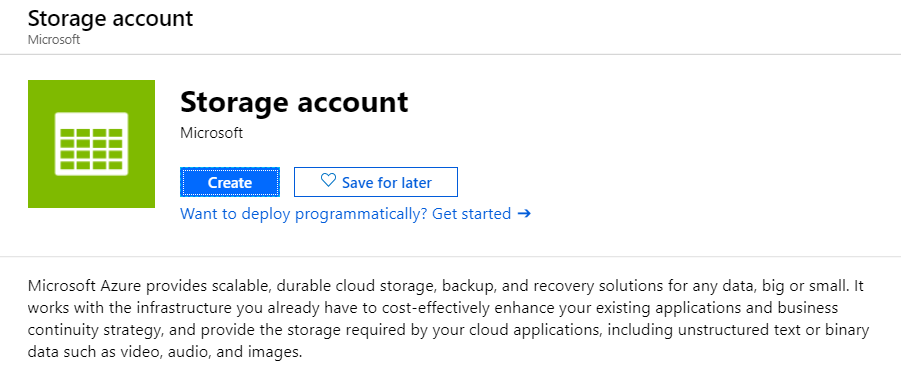 Storage account
Microsoft
Storage account
Microsoft
Create
Save for later
Want to deploy programmatically? Get started →
Microsoft Azure provides scalable, durable cloud storage, backup, and recovery solutions for any data, big or small. It
works with the infrastructure you already have to cost-effectively enhance your existing applications and business
continuity strategy, and provide the storage required by your cloud applications, including unstructured text or binary
data such as video, audio, and images.